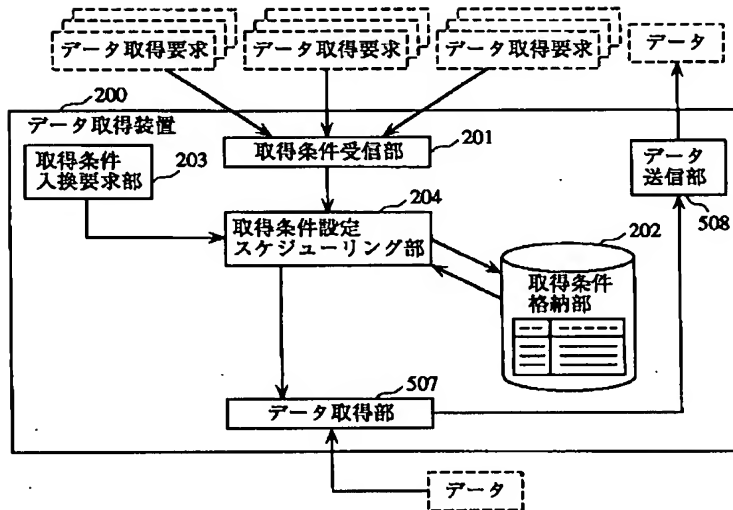 データ取得要求
データ取得要求
データ取得要求
データ
200
データ取得装置
取得条件
入換要求部
203
取得条件受信部
201
データ
送信部
508
204
取得条件設定
スケジューリング部
202
取得条件
格納部
507
データ取得部
データ